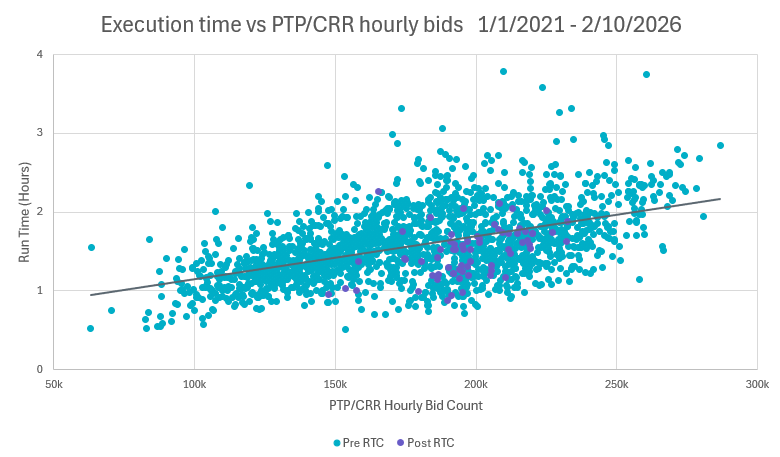 Execution time vs PTP/CRR hourly bids 1/1/2021 - 2/10/2026
4
3
2
1
0
Run Time (Hours)
50k 100k 150k 200k 250k 300k
PTP/CRR Hourly Bid Count
Pre RTC Post RTC